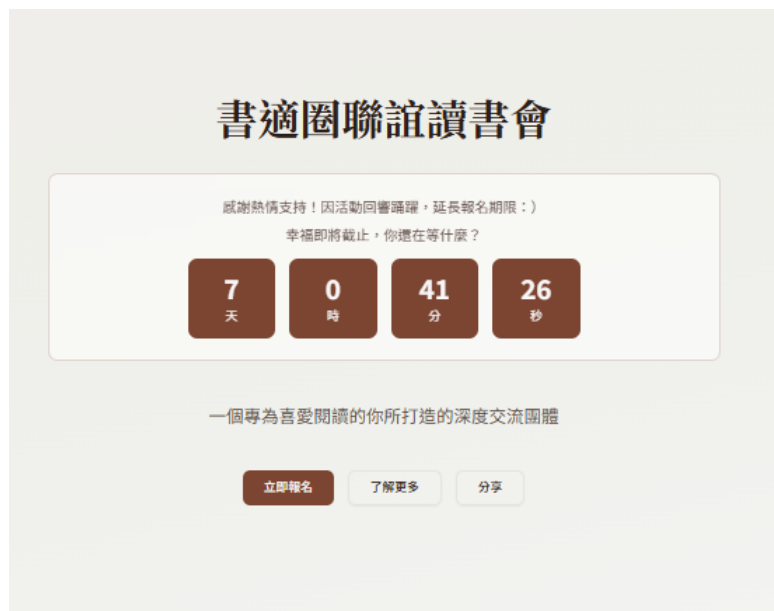 書適圈聯誼讀書會
感謝熱情支持！因活動回響踊躍，延長報名期限：）
幸福即將截止，你還在等什麼？
7 0 41 26
天 時 分 秒
一個專為喜愛閱讀的你所打造的深度交流團體
立即報名 了解更多 分享